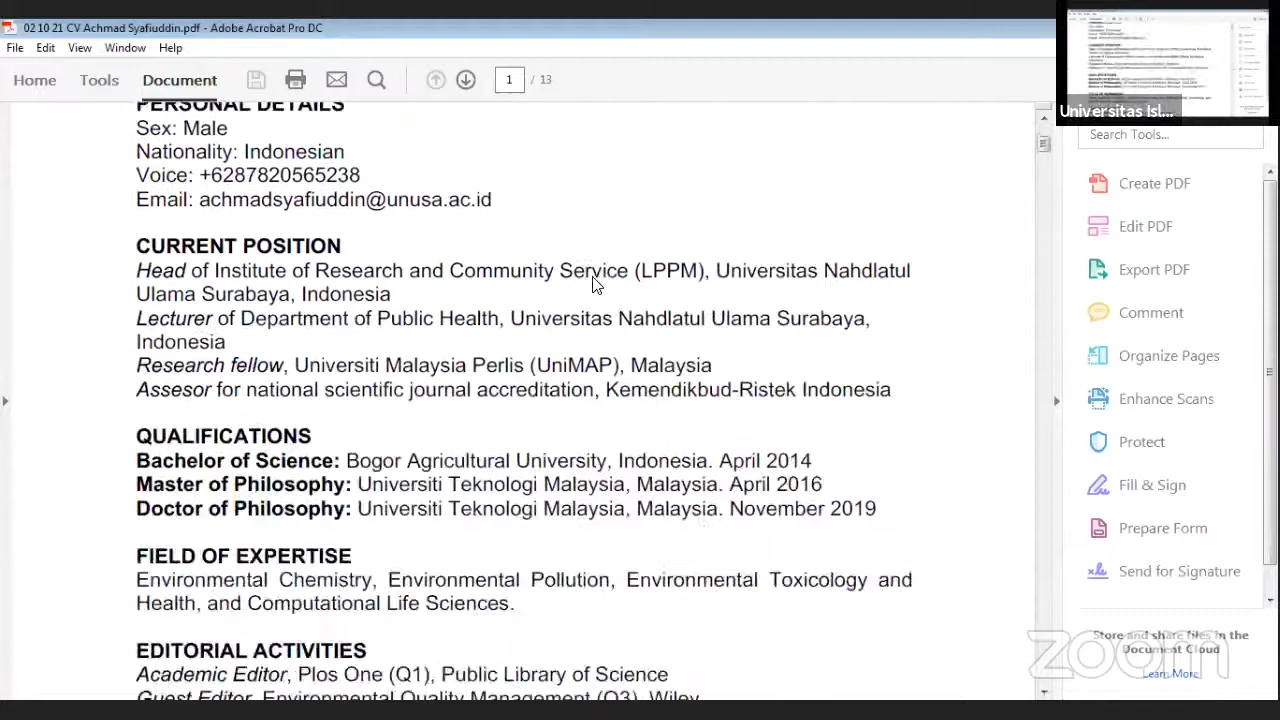 02 10 21 CV Achmad Syafiuddin.pdf - Adobe Acrobat Pro DC
File Edit View Window Help
Home Tools Document 1 /
Universitas Isl...
PERSONAL DETAILS
Sex: Male
Nationality: Indonesian
Voice: +6287820565238
Email: achmadsyafiuddin@unusa.ac.id
CURRENT POSITION
Head of Institute of Research and Community Service (LPPM), Universitas Nahdlatul
Ulama Surabaya, Indonesia
Lecturer of Department of Public Health, Universitas Nahdlatul Ulama Surabaya,
Indonesia
Research fellow, Universiti Malaysia Perlis (UniMAP), Malaysia
Assesor for national scientific journal accreditation, Kemendikbud-Ristek Indonesia
QUALIFICATIONS
Bachelor of Science: Bogor Agricultural University, Indonesia. April 2014
Master of Philosophy: Universiti Teknologi Malaysia, Malaysia. April 2016
Doctor of Philosophy: Universiti Teknologi Malaysia, Malaysia. November 2019
FIELD OF EXPERTISE
Environmental Chemistry, Environmental Pollution, Environmental Toxicology and
Health, and Computational Life Sciences.
EDITORIAL ACTIVITIES
Academic Editor, Plos One (Q1), Public Library of Science
Guest Editor, Environmental Quality Management (Q3), Wiley
Search Tools...
Create PDF
Edit PDF
Export PDF
Comment
Organize Pages
Enhance Scans
Protect
Fill & Sign
Prepare Form
Send for Signature
Store and share files in the
Document Cloud
Learn More
zoom